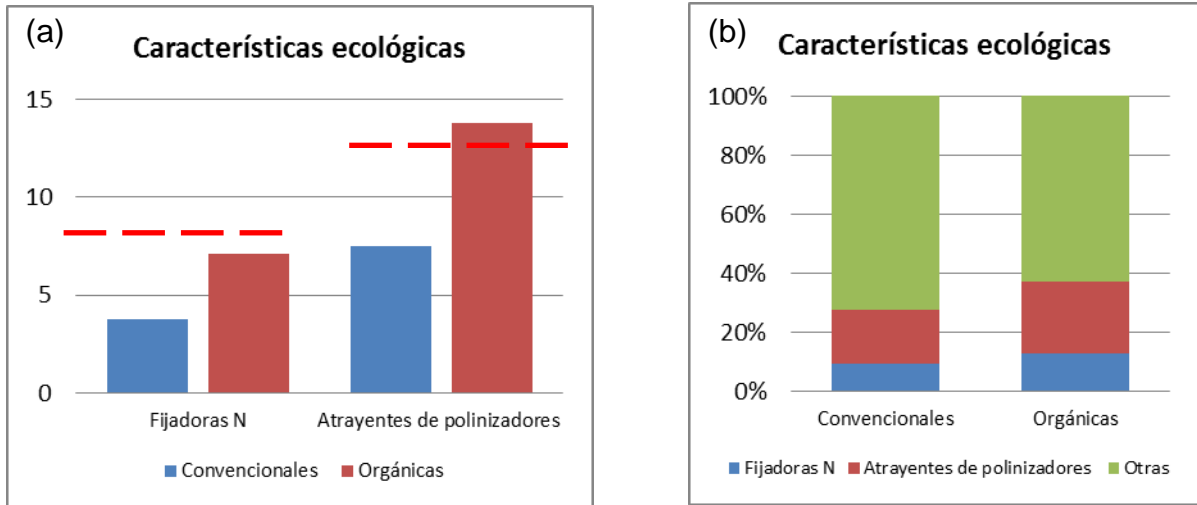 (a)
Características ecológicas
15
10
5
0
Fijadoras N
Atrayentes de polinizadores
Convencionales
Orgánicas
(b)
Características ecológicas
100%
80%
60%
40%
20%
0%
Convencionales
Orgánicas
Fijadoras N
Atrayentes de polinizadores
Otras